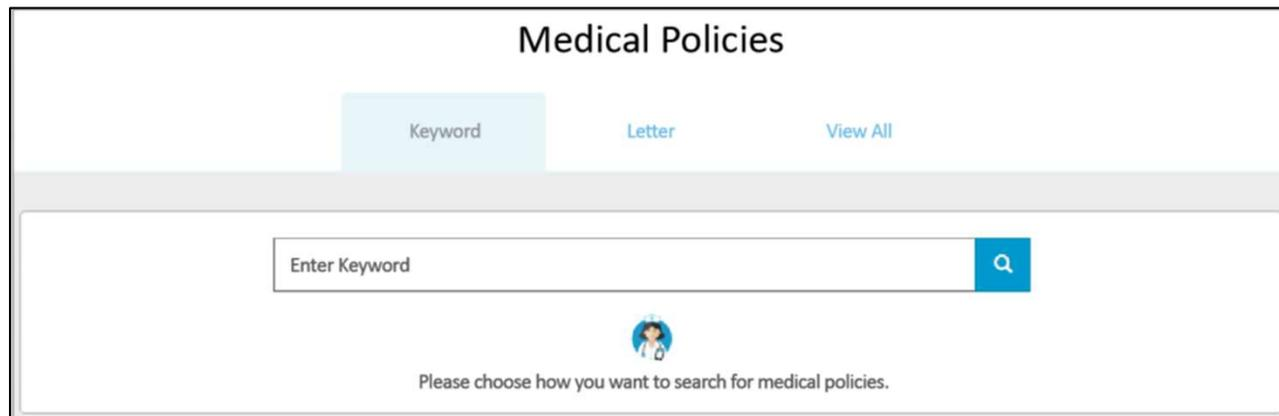 Medical Policies
Keyword Letter View All
Enter Keyword
Please choose how you want to search for medical policies.